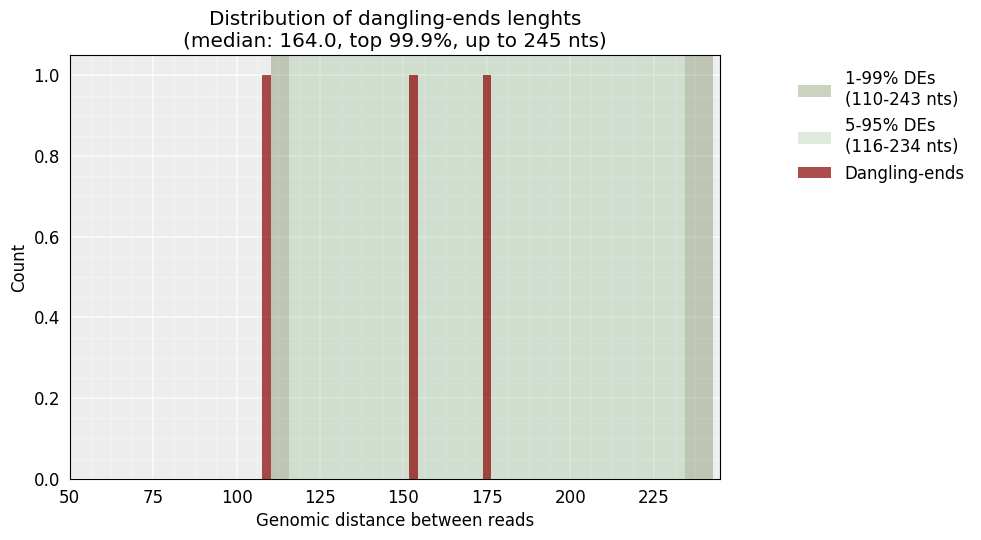 Distribution of dangling-ends lenghts
(median: 164.0, top 99.9%, up to 245 nts)
1.0
0.8
0.6
0.4
0.2
0.0
Count
50
75
100
125
150
175
200
225
Genomic distance between reads
1-99% DEs
(110-243 nts)
5-95% DEs
(116-234 nts)
Dangling-ends